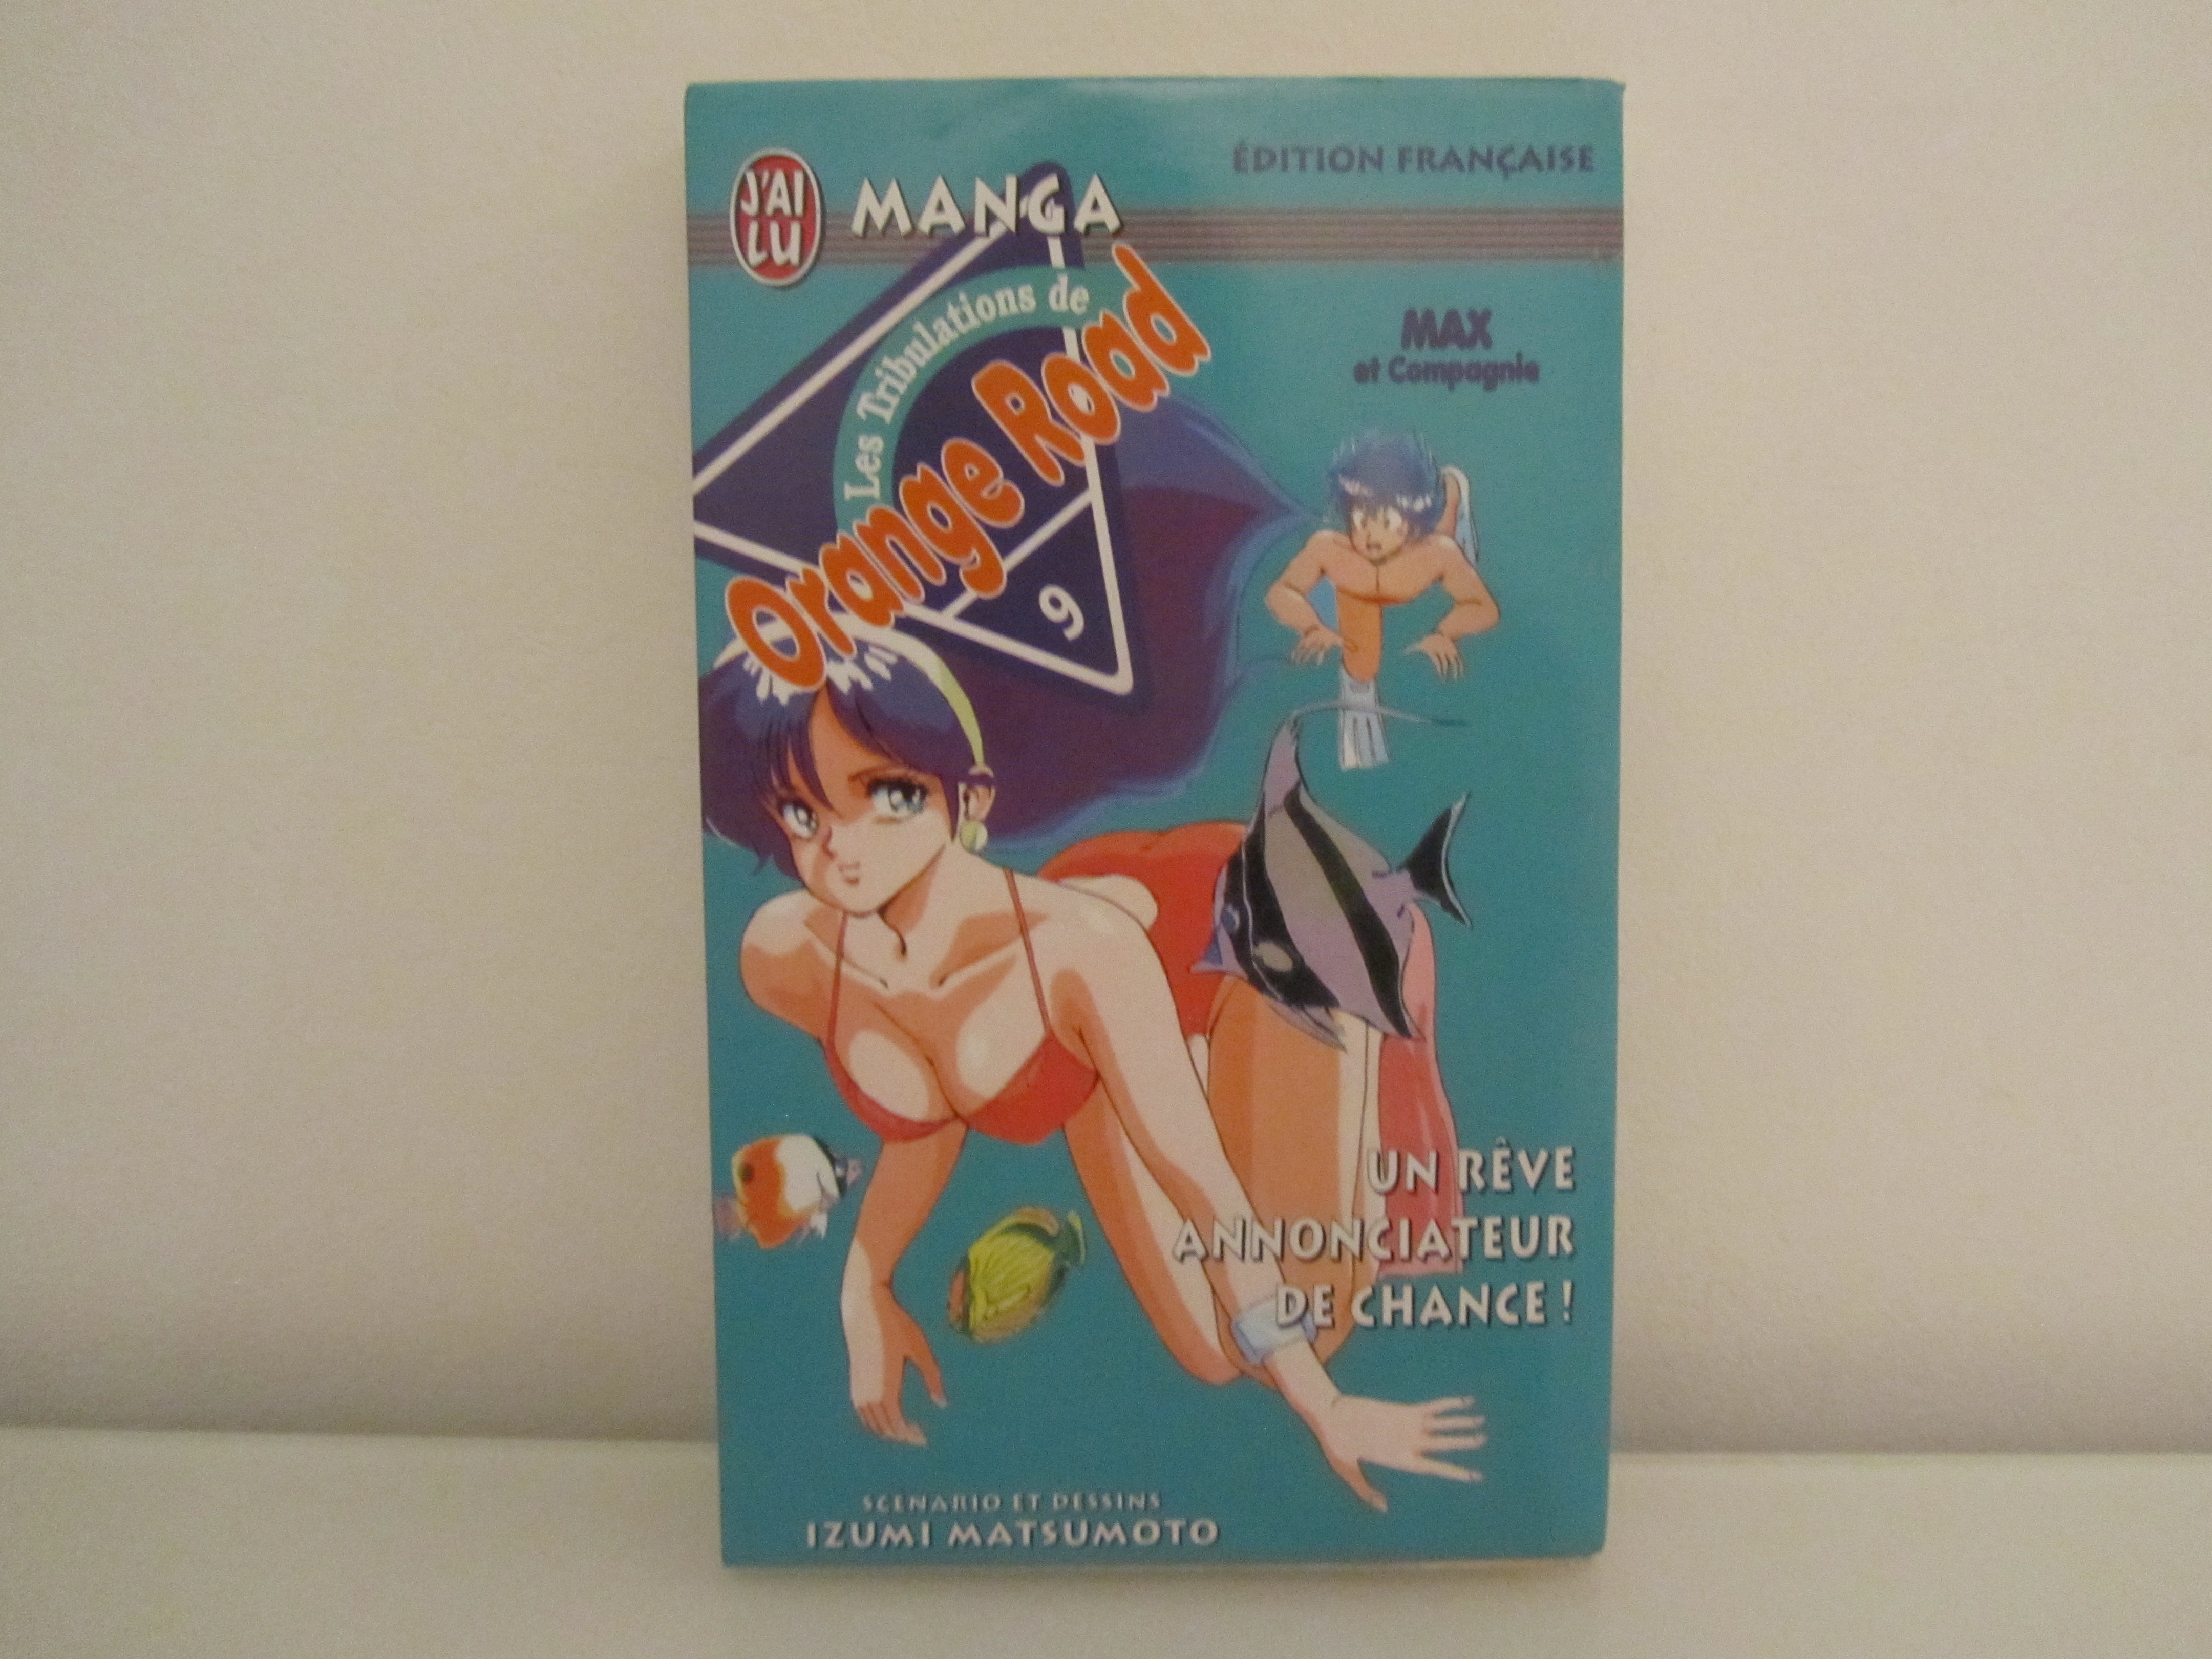 ÉDITION FRANÇAISE
J'AI
LU
MANGA
Les Tribulations de
Orange Road
MAX
et Compagnie
9
UN RÊVE
ANNONCIATEUR
DE CHANCE !
SCÉNARIO ET DESSINS
IZUMI MATSUMOTO